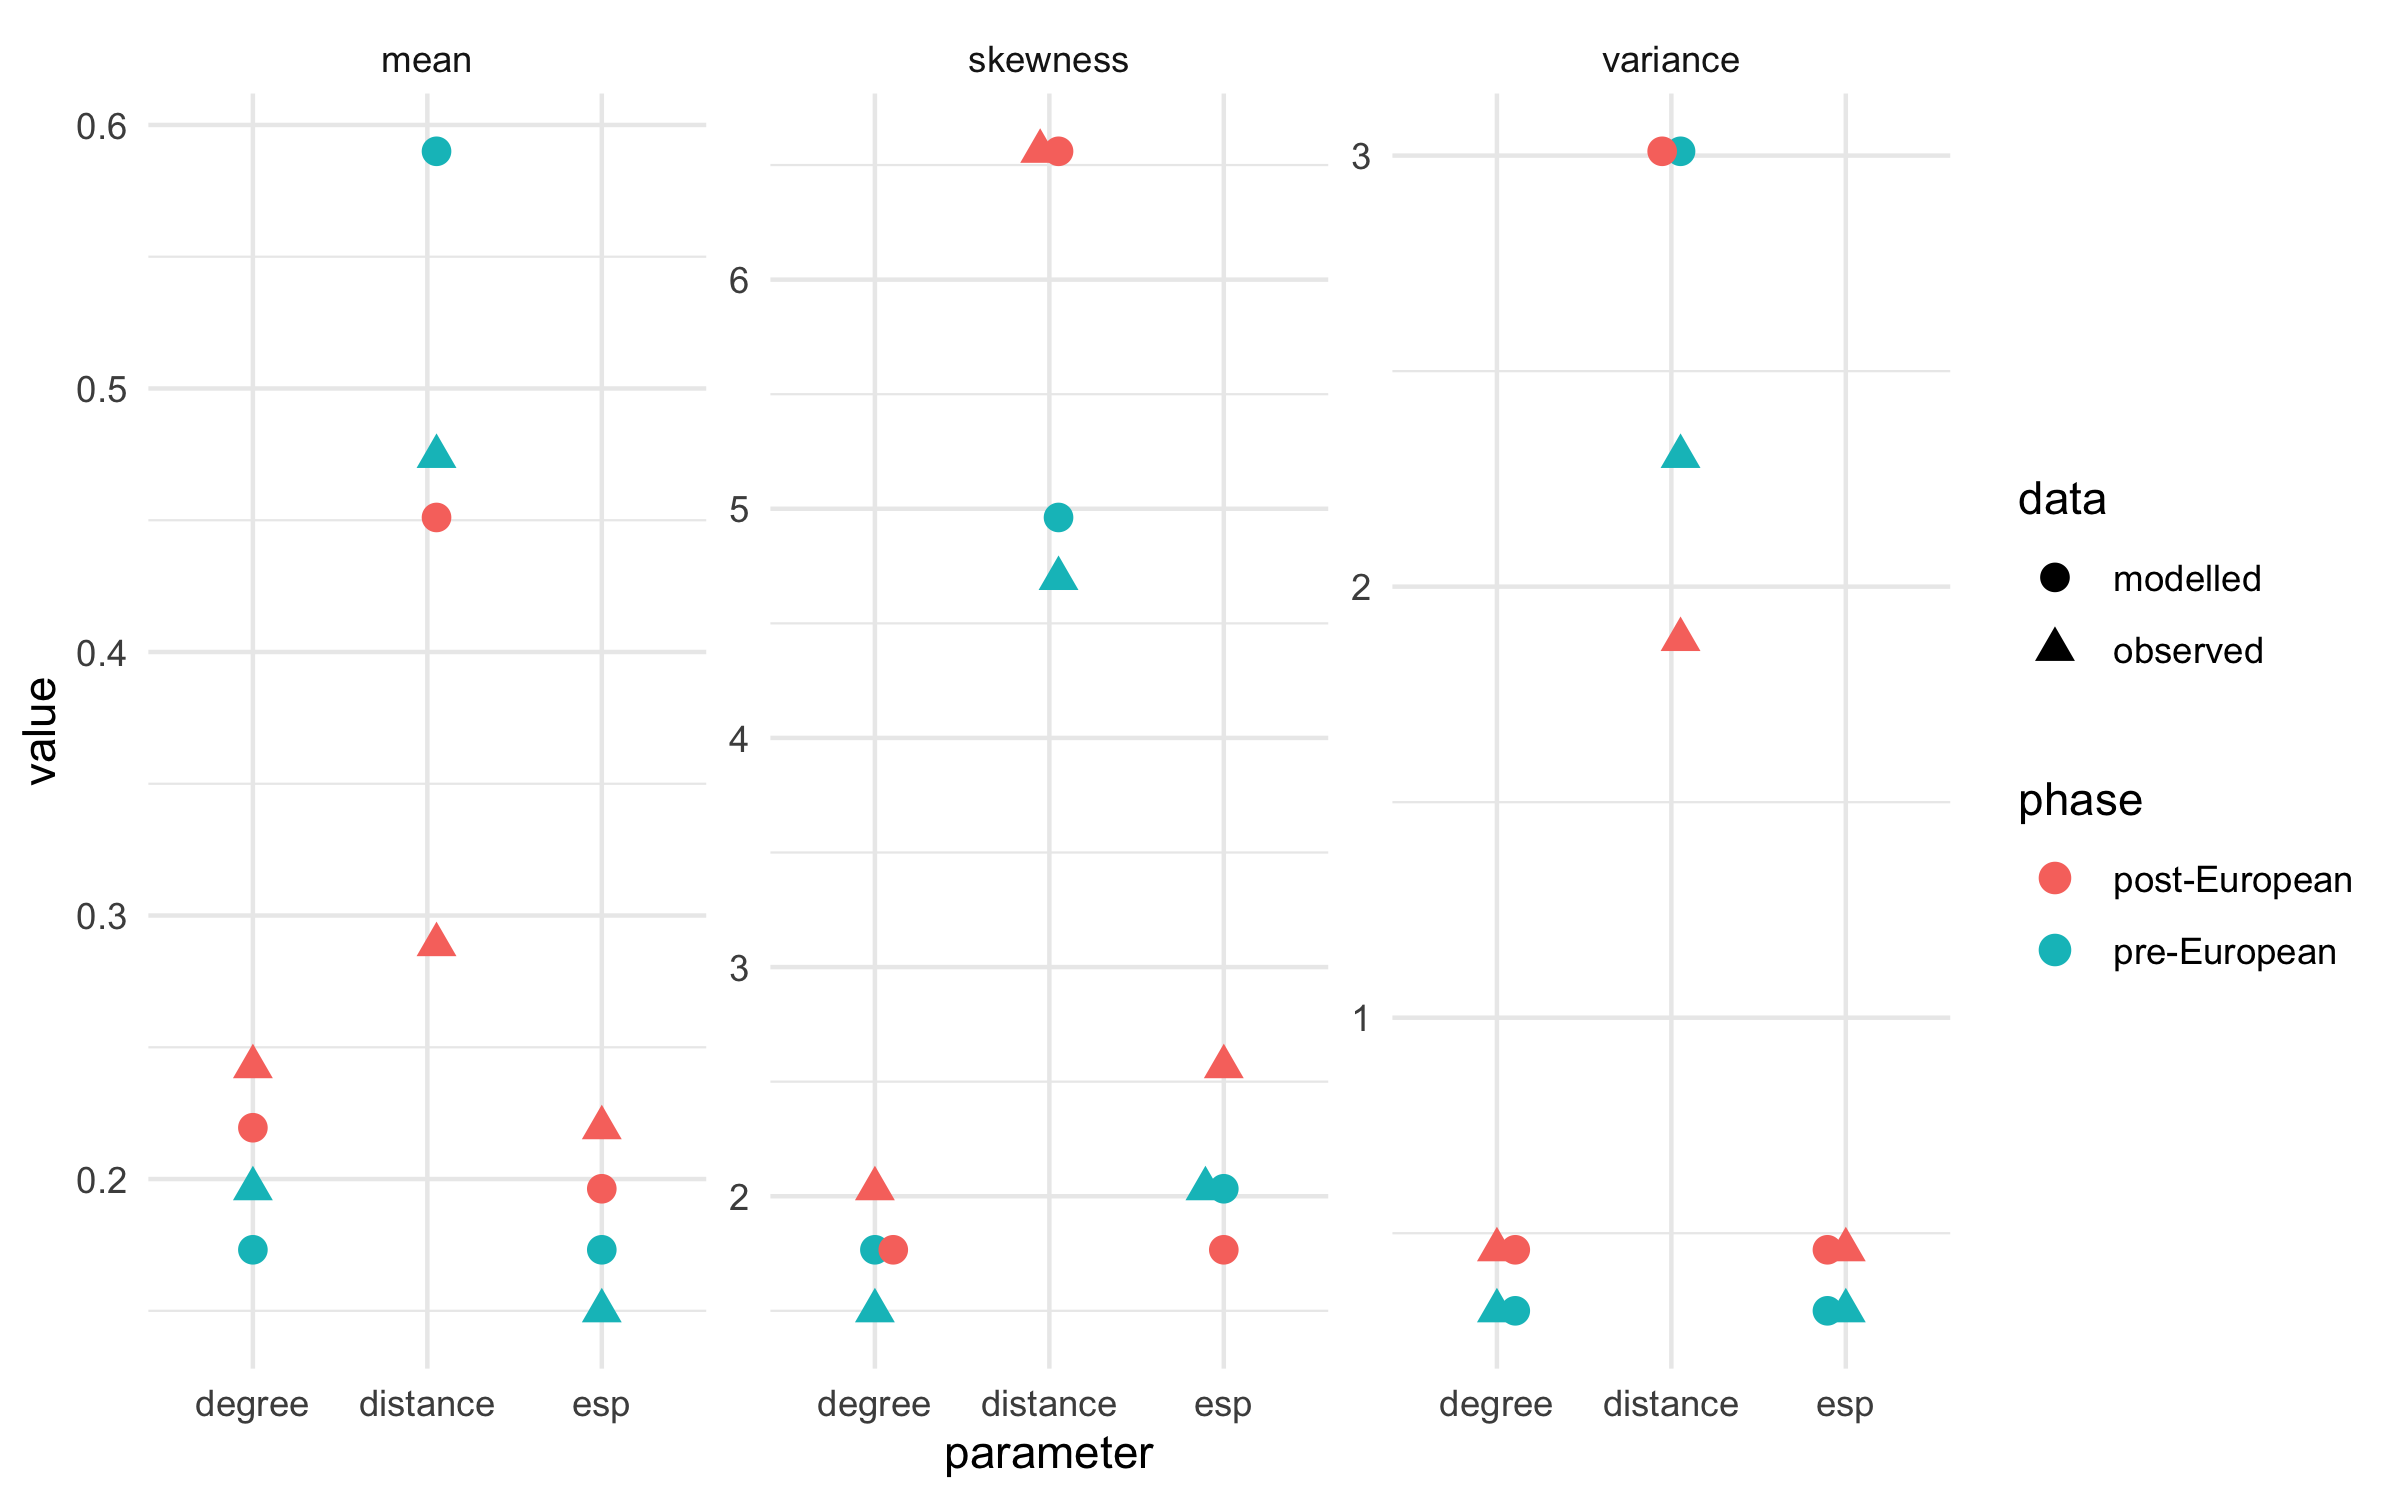 mean
skewness
variance
0.6
0.5
0.4
0.3
0.2
6
5
4
3
2
3
2
1
value
degree distance esp
degree distance esp
degree distance esp
parameter
data
modelled
observed
phase
post-European
pre-European